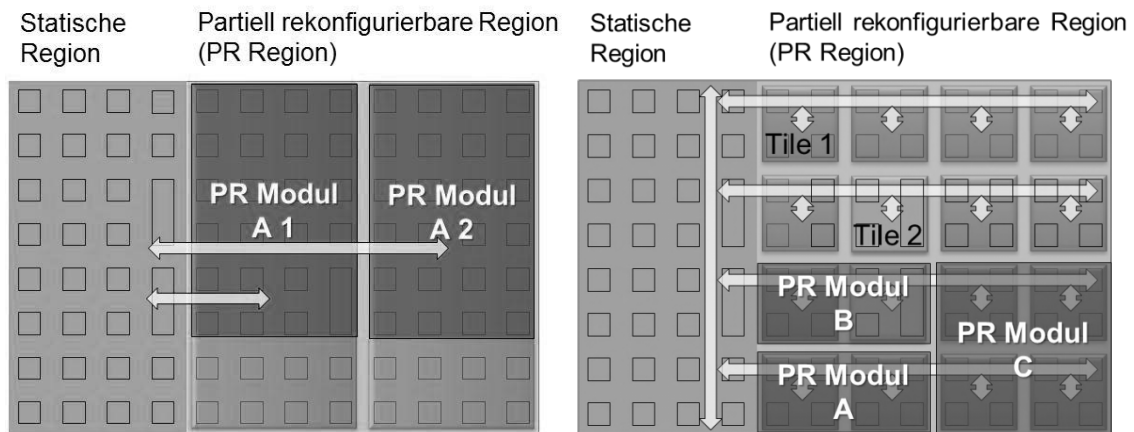 Statische
Region
Partiell rekonfigurierbare Region
(PR Region)
PR Modul
A 1
PR Modul
A 2
Statische
Region
Partiell rekonfigurierbare Region
(PR Region)
Tile 1
Tile 2
PR Modul
B
PR Modul
C
PR Modul
A